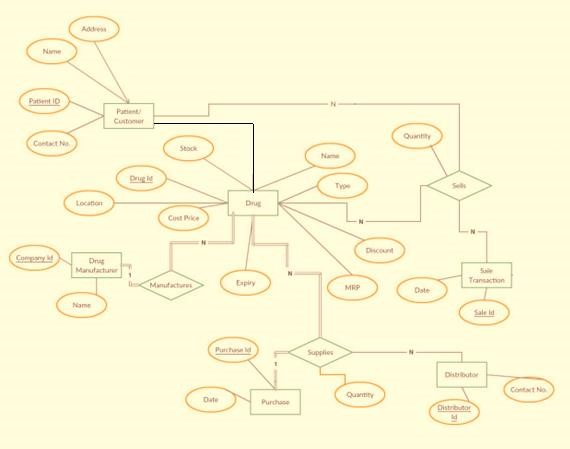 Address
Name
Patient ID
Contact No.
Patient/
Customer
N
Quantity
Stock
Name
Drug Id
Type
Location
Cost Price
Drug
Sells
N
N
N
Discount
Company Id
Drug
Manufacturer
1
Manufactures
N
Expiry
MRP
Sale
Transaction
Date
Sale Id
Name
Purchase Id
Supplies
N
1
Distributor
Contact No.
Date
Purchase
Quantity
Distributor
Id